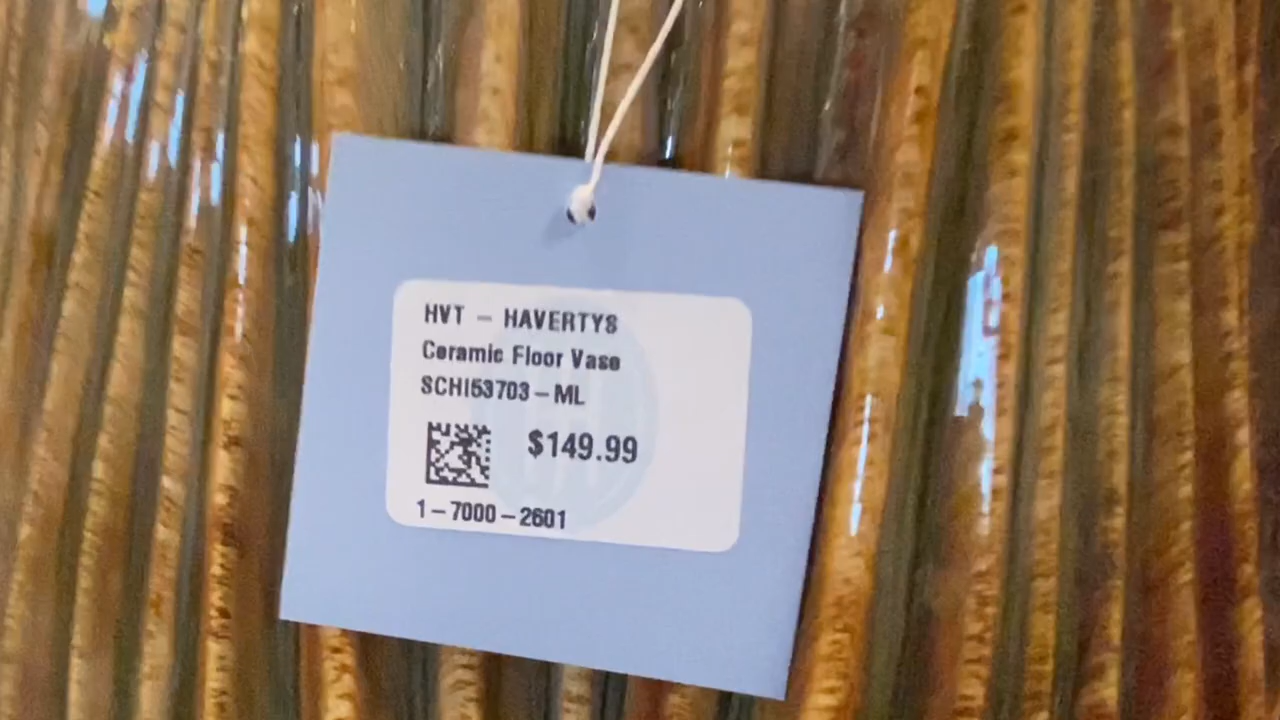 HVT - HAVERTYS
Ceramic Floor Vase
SCHI53703-ML
$149.99
1-7000-2601